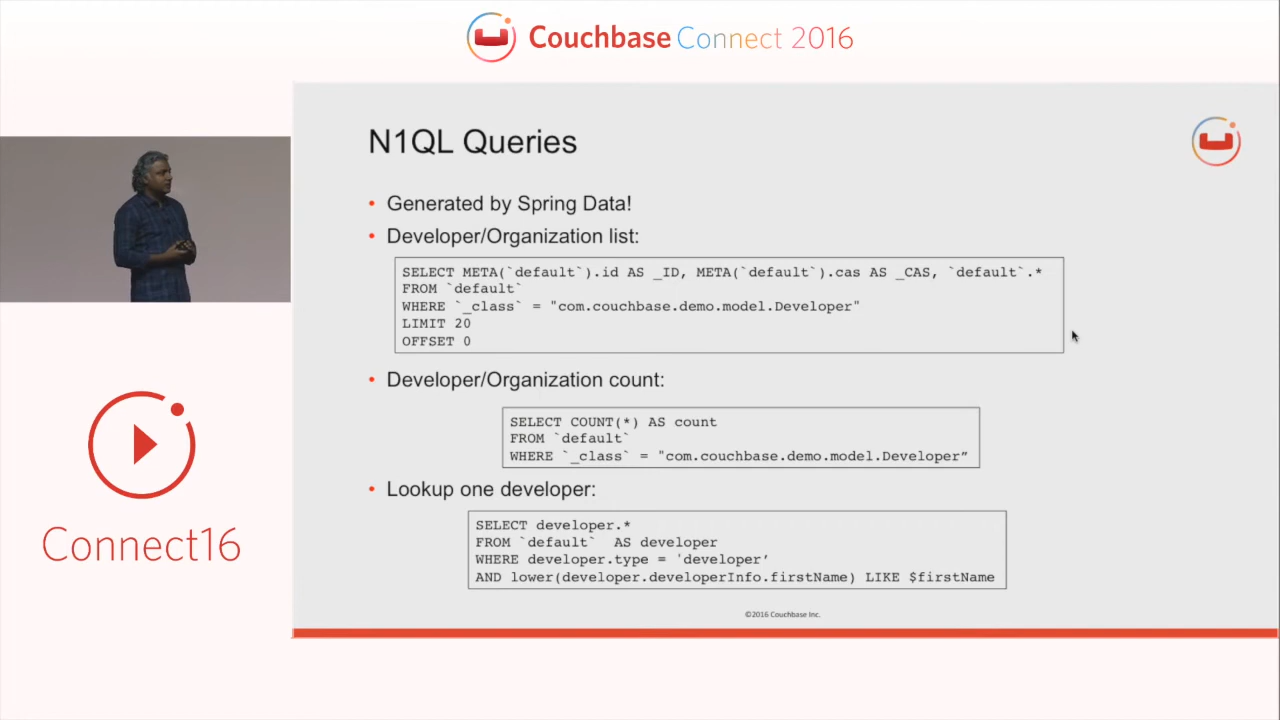 Couchbase Connect 2016
N1QL Queries
• Generated by Spring Data!
• Developer/Organization list:
SELECT META(`default`).id AS _ID, META(`default`).cas AS _CAS, `default`.*
FROM `default`
WHERE `_class` = "com.couchbase.demo.model.Developer"
LIMIT 20
OFFSET 0
• Developer/Organization count:
SELECT COUNT(*) AS count
FROM `default`
WHERE `_class` = "com.couchbase.demo.model.Developer”
• Lookup one developer:
SELECT developer.*
FROM `default`  AS developer
WHERE developer.type = 'developer’
AND lower(developer.developerInfo.firstName) LIKE $firstName
©2016 Couchbase Inc.
Connect16